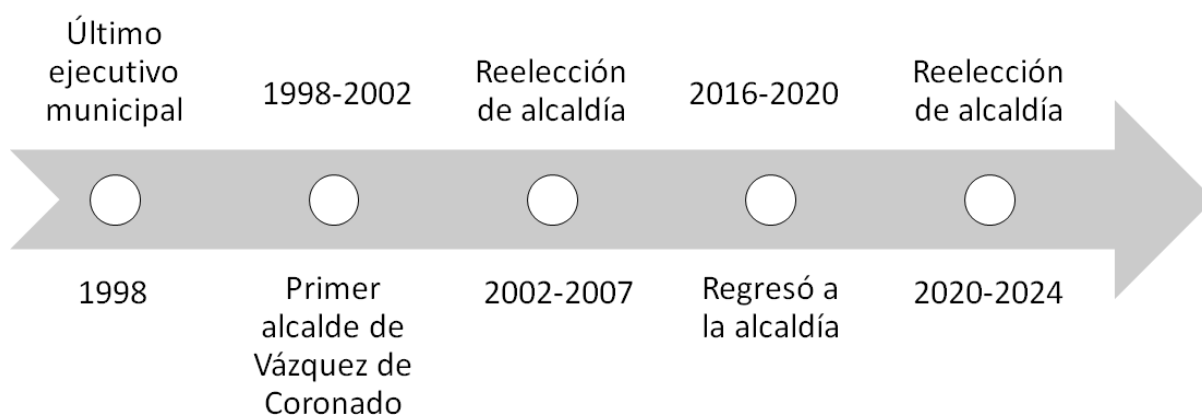 Último
ejecutivo
municipal
1998
1998-2002
Primer
alcalde de
Vázquez de
Coronado
Reelección
de alcaldía
2002-2007
2016-2020
Regresó a
la alcaldía
Reelección
de alcaldía
2020-2024